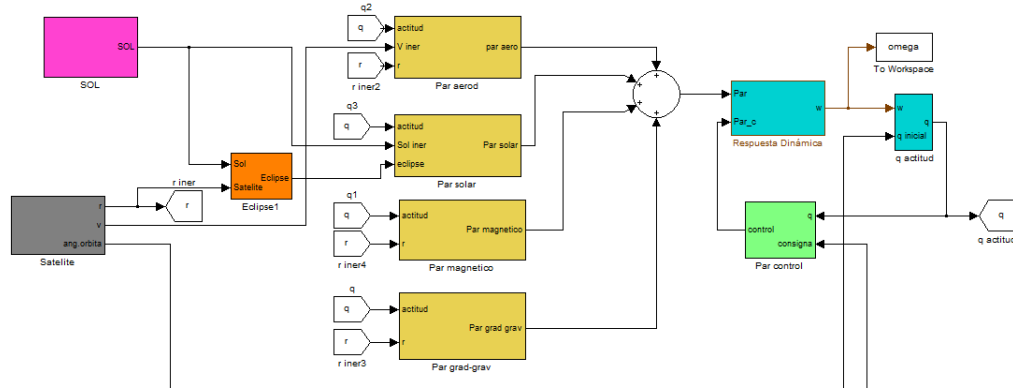 SOL
SOL
Sol
Satelite
Eclipse
Eclipse1
r iner
r
r
v
ang.orbita
Satelite
q2
q
r
r iner2
actitud
V iner
r
par aero
Par aerod
q3
q
actitud
Sol iner
eclipse
Par solar
Par solar
q1
q
r
r iner4
actitud
r
Par magnetico
Par magnetico
q
q
r
r iner3
actitud
r
Par grad grav
Par grad-grav
+
+
+
+
Par
Par_c
w
Respuesta Dinámica
omega
To Workspace
w
q inicial
q
q actitud
control
q
consigna
Par control
q
q actitud